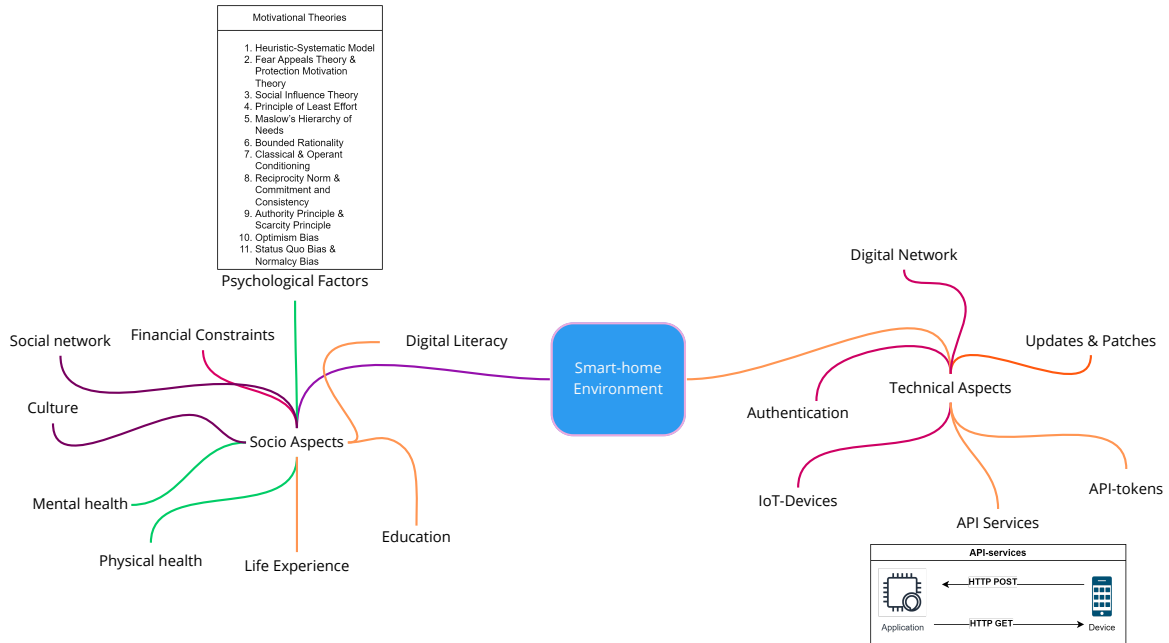 Motivational Theories
1. Heuristic-Systematic Model
2. Fear Appeals Theory &
Protection Motivation
Theory
3. Social Influence Theory
4. Principle of Least Effort
5. Maslow's Hierarchy of
Needs
6. Bounded Rationality
7. Classical & Operant
Conditioning
8. Reciprocity Norm &
Commitment and
Consistency
9. Authority Principle &
Scarcity Principle
10. Optimism Bias
11. Status Quo Bias &
Normalcy Bias
Psychological Factors
Social network
Financial Constraints
Digital Literacy
Culture
Socio Aspects
Mental health
Physical health
Life Experience
Education
Smart-home
Environment
Digital Network
Updates & Patches
Technical Aspects
Authentication
IoT-Devices
API-tokens
API Services
API-services
HTTP POST
HTTP GET
Application
Device